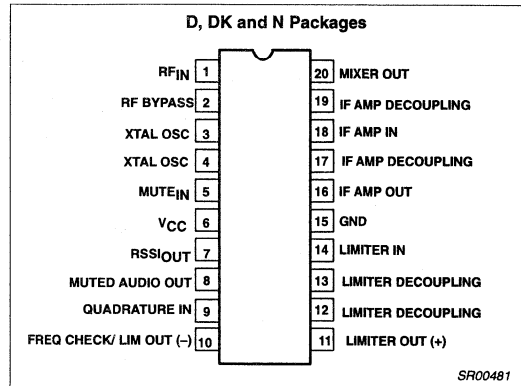 D, DK and N Packages
RFIN 1
RF BYPASS 2
XTAL OSC 3
XTAL OSC 4
MUTEIN 5
VCC 6
RSSIOUT 7
MUTED AUDIO OUT 8
QUADRATURE IN 9
FREQ CHECK/ LIM OUT (–) 10
20 MIXER OUT
19 IF AMP DECOUPLING
18 IF AMP IN
17 IF AMP DECOUPLING
16 IF AMP OUT
15 GND
14 LIMITER IN
13 LIMITER DECOUPLING
12 LIMITER DECOUPLING
11 LIMITER OUT (+)
SR00481